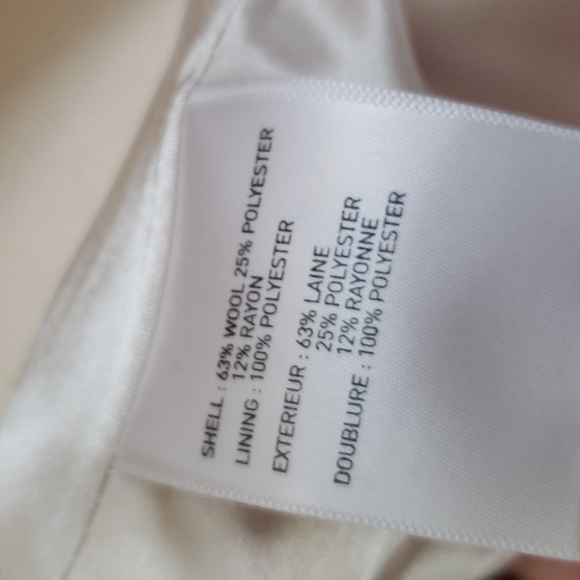 SHELL : 63% WOOL 25% POLYESTER
12% RAYON
LINING : 100% POLYESTER
EXTERIEUR : 63% LAINE
25% POLYESTER
12% RAYONNE
DOUBLURE : 100% POLYESTER